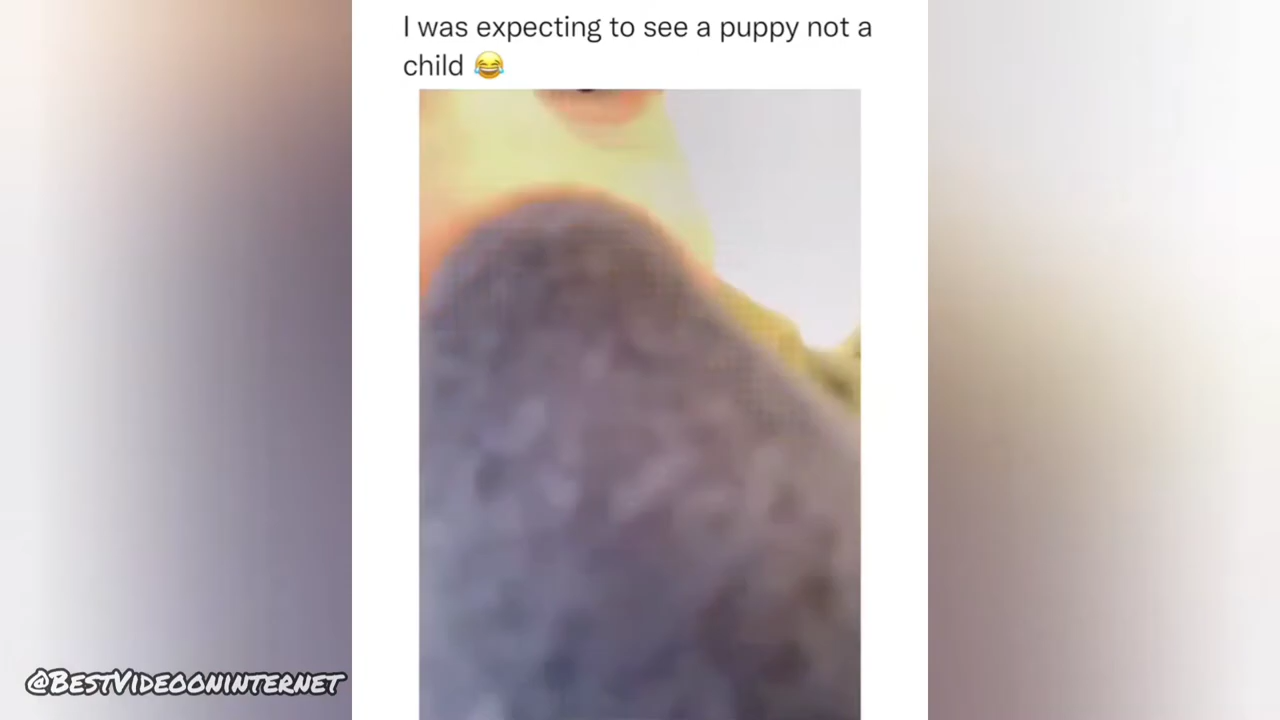 I was expecting to see a puppy not a
child 😂
@BestVideooninternet